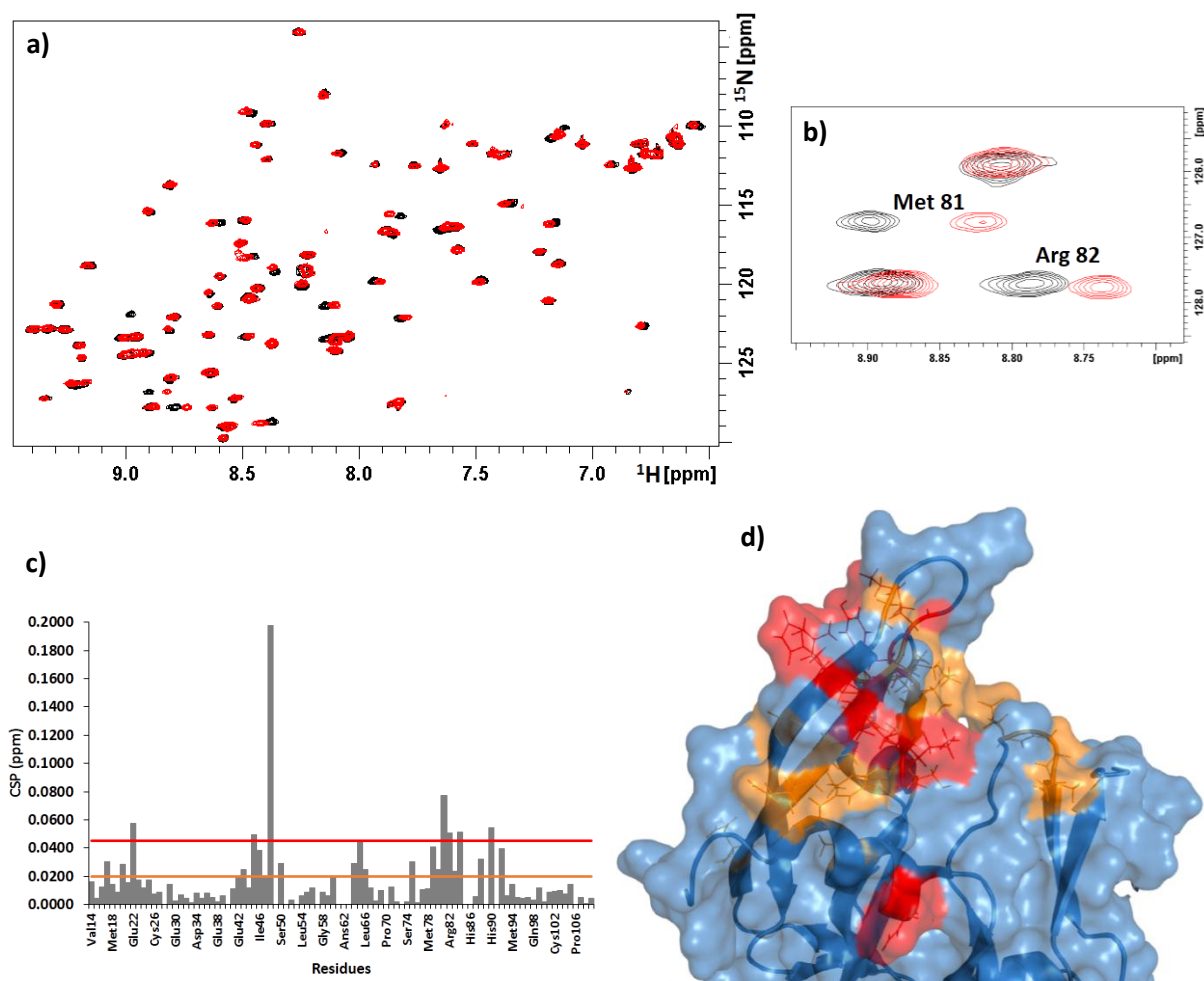 a)
¹⁵N [ppm]
110
115
120
125
9.0 8.5 8.0 7.5 7.0 ¹H [ppm]
b)
[ppm]
126.0
127.0
128.0
Met 81
Arg 82
8.90 8.85 8.80 8.75 [ppm]
c)
CSP (ppm)
0.2000
0.1800
0.1600
0.1400
0.1200
0.1000
0.0800
0.0600
0.0400
0.0200
0.0000
Val14 Met18 Glu22 Cys26 Glu30 Asp34 Glu38 Glu42 Ile46 Ser50 Leu54 Gly58 Ans62 Leu66 Pro70 Ser74 Met78 Arg82 His86 His90 Met94 Gln98 Cys102 Pro106
Residues
d)